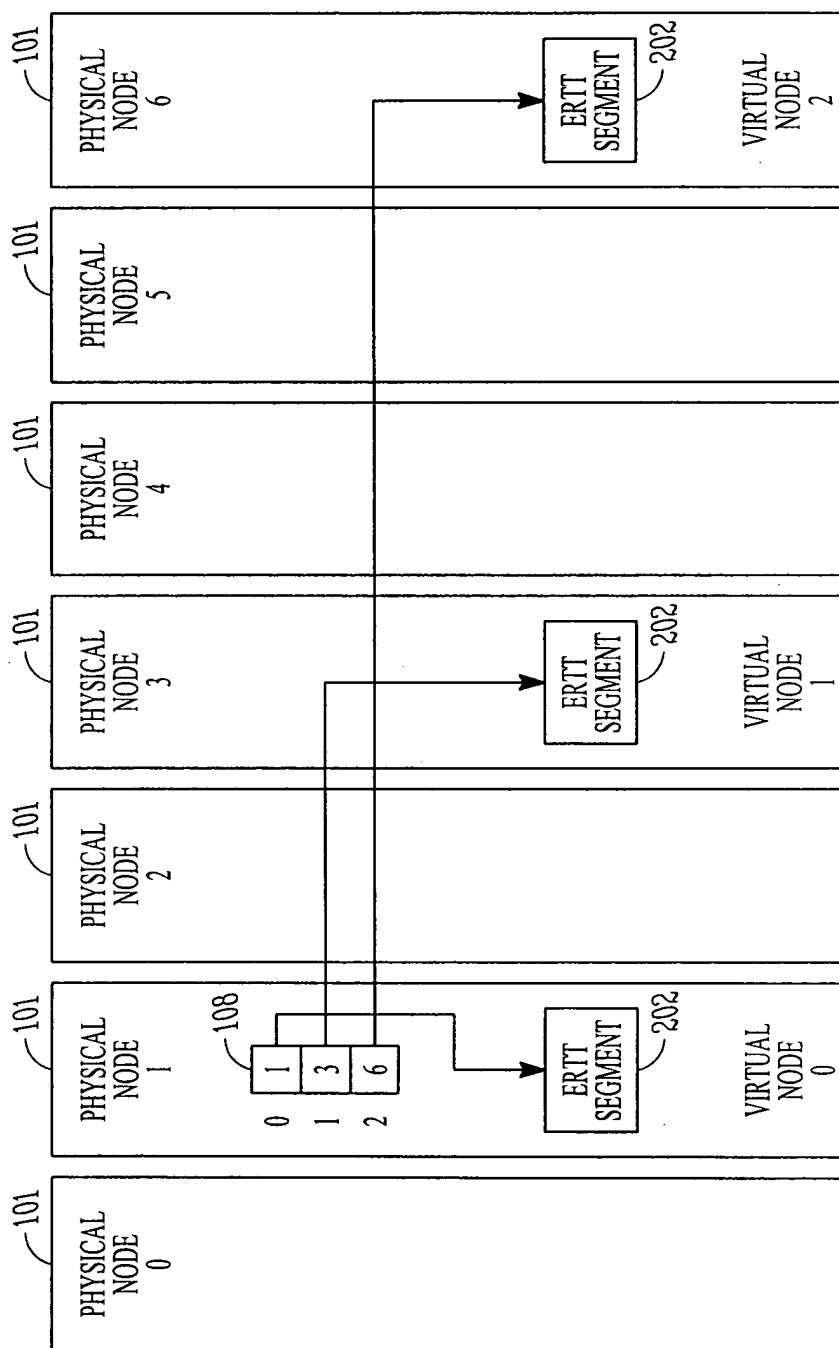 101
PHYSICAL
NODE
0
101
PHYSICAL
NODE
1
108
0
1
1
3
2
6
ERTT
SEGMENT
202
VIRTUAL
NODE
0
101
PHYSICAL
NODE
2
101
PHYSICAL
NODE
3
ERTT
SEGMENT
202
VIRTUAL
NODE
1
101
PHYSICAL
NODE
4
101
PHYSICAL
NODE
5
101
PHYSICAL
NODE
6
ERTT
SEGMENT
202
VIRTUAL
NODE
2